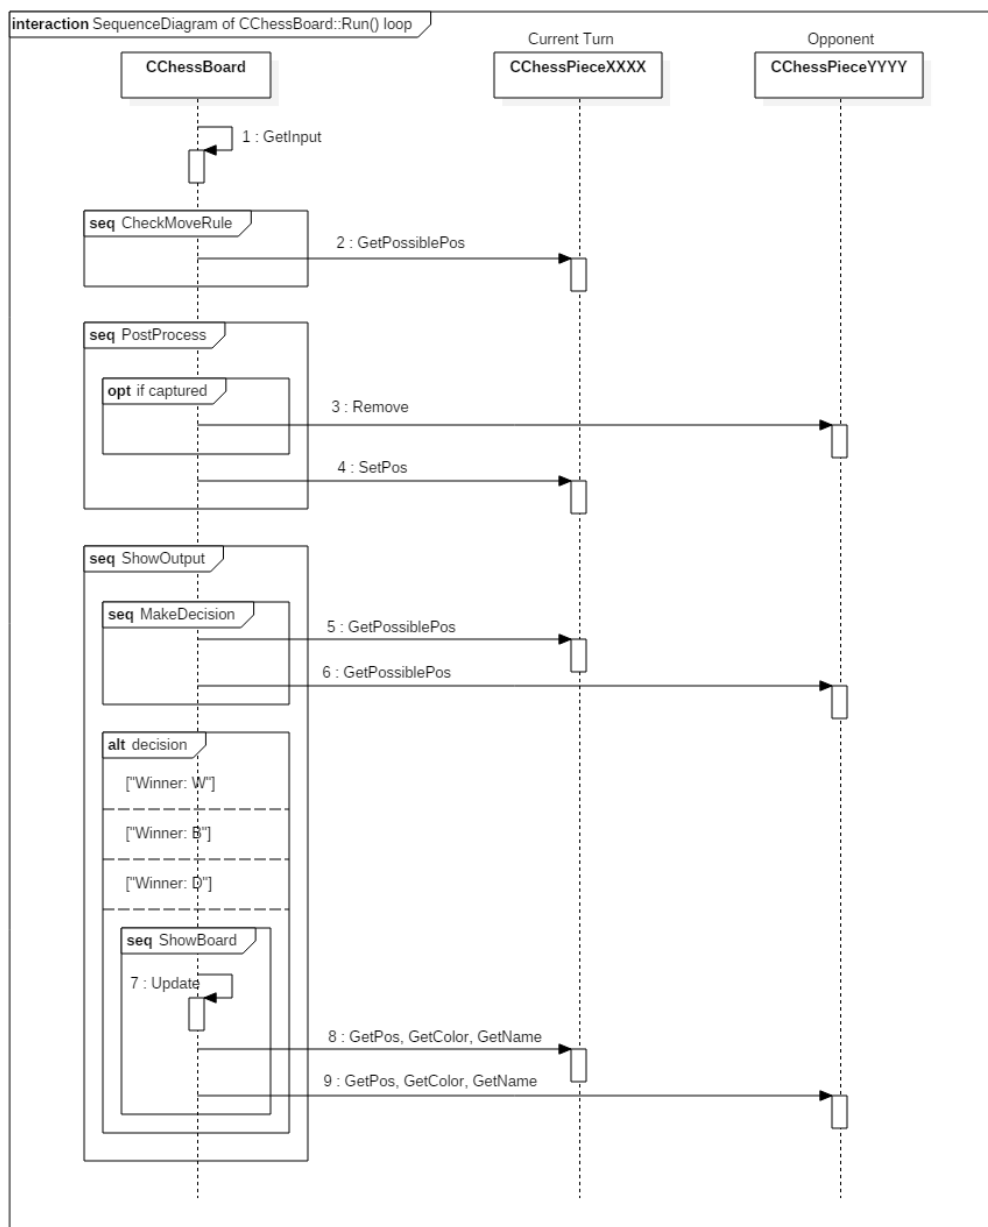 interaction SequenceDiagram of CChessBoard::Run() loop
Current Turn
Opponent
CChessBoard
CChessPieceXXXX
CChessPieceYYYY
1 : GetInput
seq CheckMoveRule
2 : GetPossiblePos
seq PostProcess
opt if captured
3 : Remove
4 : SetPos
seq ShowOutput
seq MakeDecision
5 : GetPossiblePos
6 : GetPossiblePos
alt decision
["Winner: W"]
["Winner: B"]
["Winner: D"]
seq ShowBoard
7 : Update
8 : GetPos, GetColor, GetName
9 : GetPos, GetColor, GetName